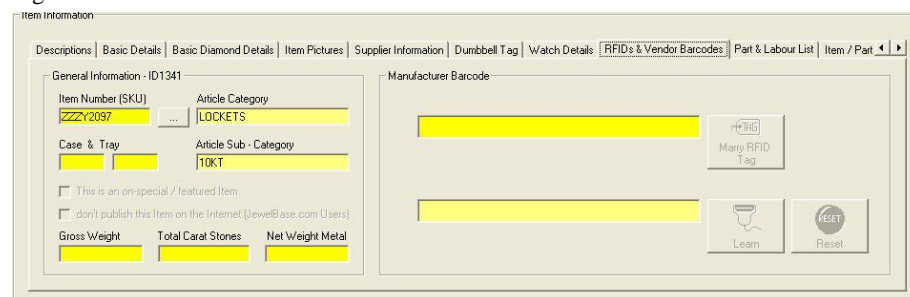 Item Information
Descriptions Basic Details Basic Diamond Details Item Pictures Supplier Information Dumbbell Tag Watch Details RFIDs & Vendor Barcodes Part & Labour List Item / Part
General Information - ID1341
Item Number (SKU) Article Category
ZZZY2097 ... LOCKETS
Case & Tray Article Sub - Category
10KT
This is an on-special / featured Item
don't publish this Item on the Internet (JewelBase.com Users)
Gross Weight Total Carat Stones Net Weight Metal
Manufacturer Barcode
TAG
Marry RFID
Tag
Learn
RESET
Reset